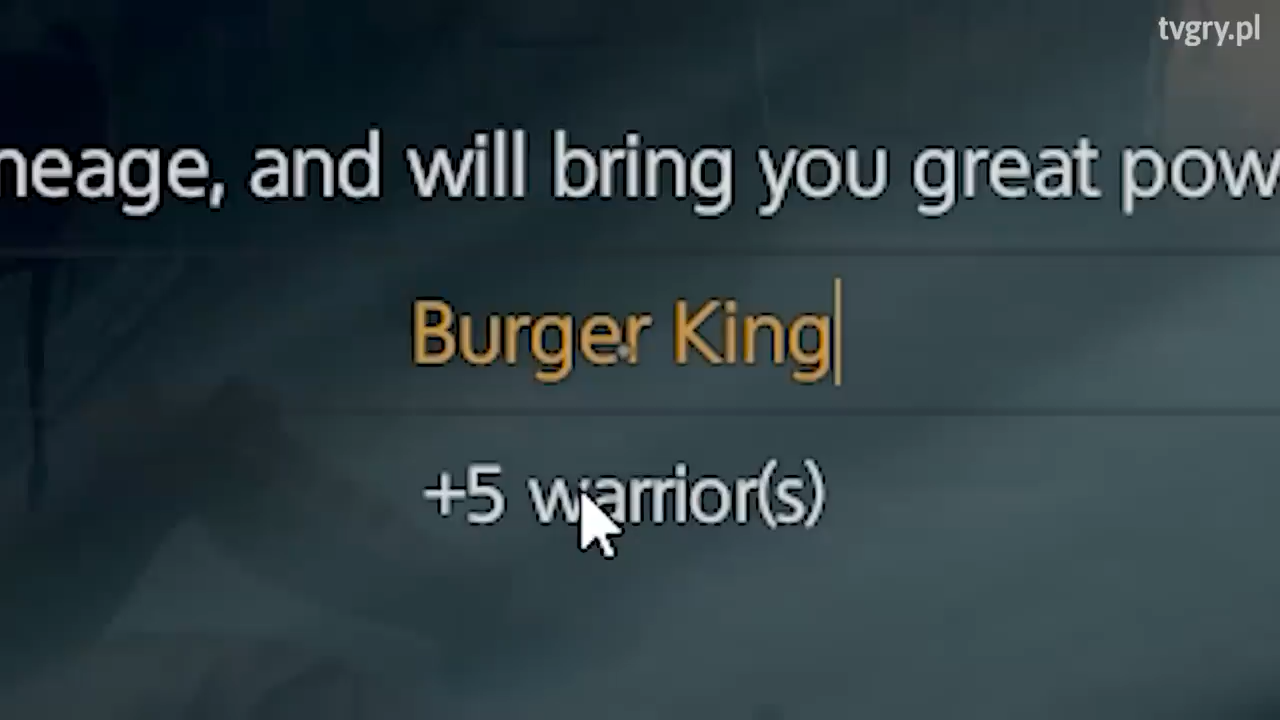 tvgry.pl
neage, and will bring you great pow
Burger King
+5 warrior(s)